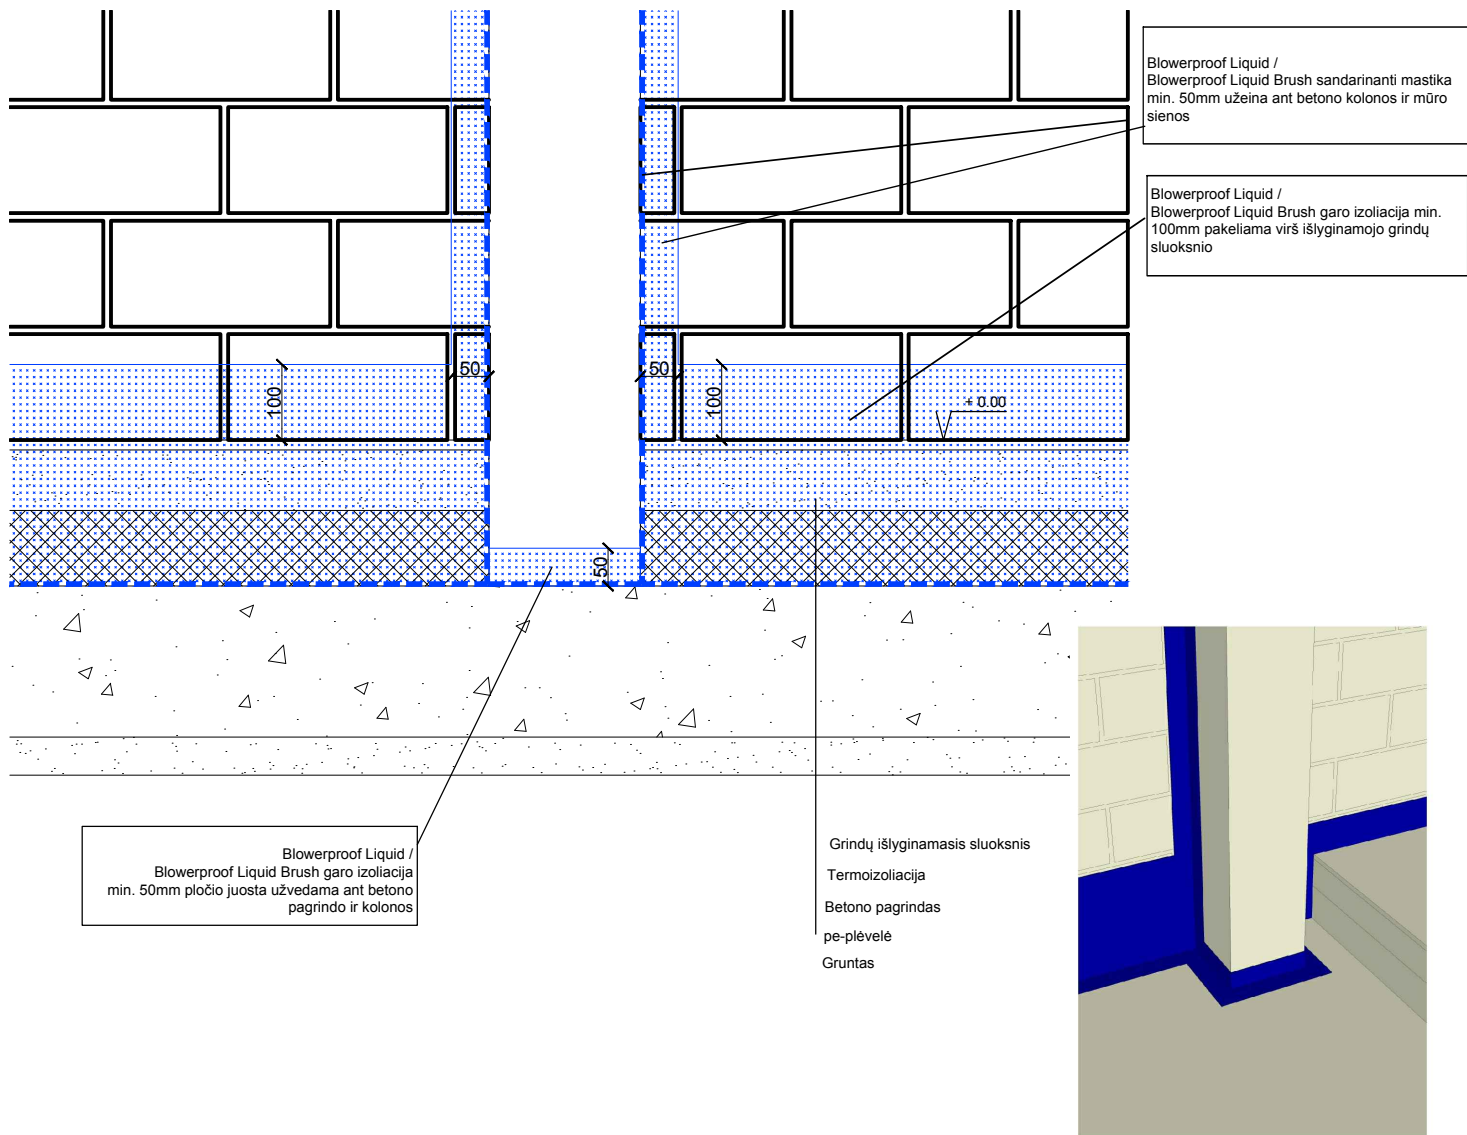 Blowerproof Liquid /
Blowerproof Liquid Brush sandarinanti mastika
min. 50mm užeina ant betono kolonos ir mūro
sienos
Blowerproof Liquid /
Blowerproof Liquid Brush garo izoliacija min.
100mm pakeliama virš išlyginamojo grindų
sluoksnio
50
50
100
100
+ 0.00
50
Blowerproof Liquid /
Blowerproof Liquid Brush garo izoliacija
min. 50mm pločio juosta užvedama ant betono
pagrindo ir kolonos
Grindų išlyginamasis sluoksnis
Termoizoliacija
Betono pagrindas
pe-plėvelė
Gruntas